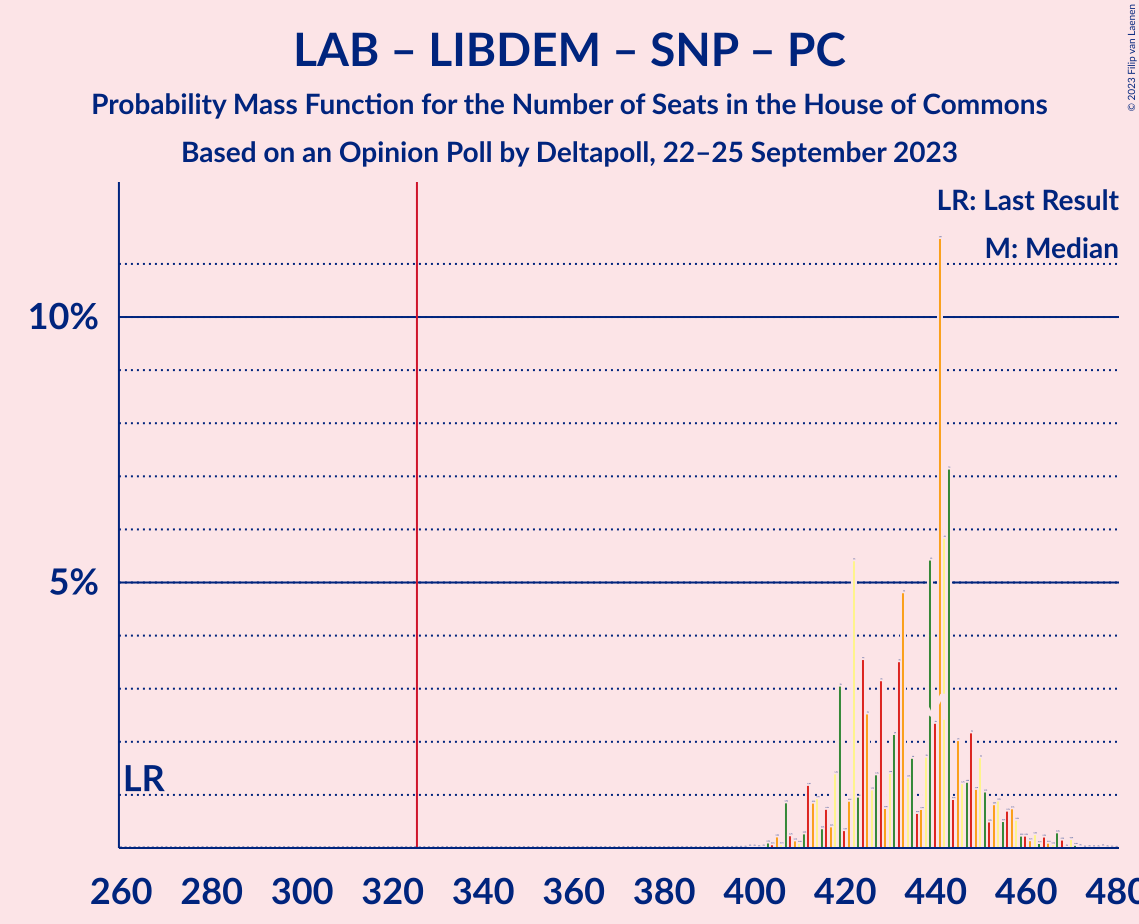 LAB – LIBDEM – SNP – PC
Probability Mass Function for the Number of Seats in the House of Commons
Based on an Opinion Poll by Deltapoll, 22–25 September 2023
© 2023 Filip van Laenen
LR: Last Result
M: Median
10%
5%
LR
260 280 300 320 340 360 380 400 420 440 460 480